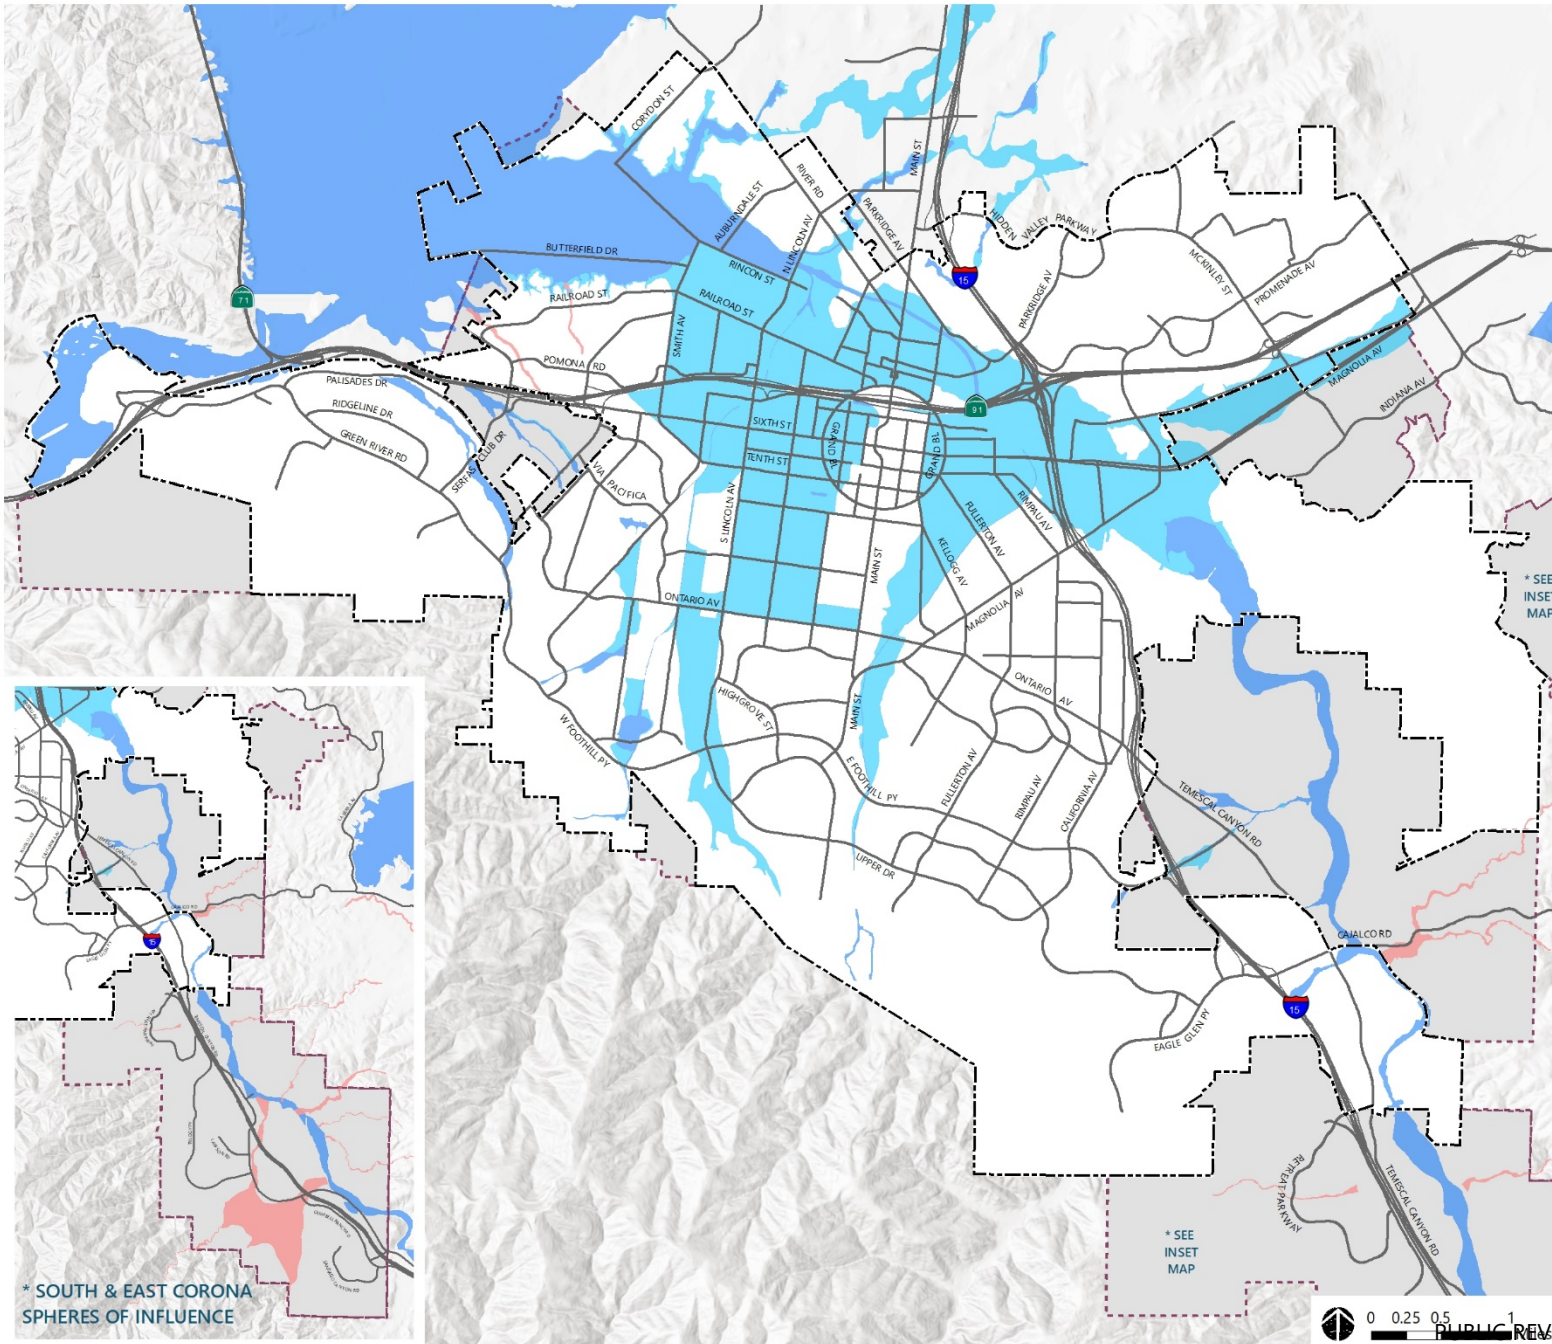 CORYDON ST
MAIN ST
RIVER RD
AUBURNDALE ST
PARKRIDGE AV
N LINCOLN AV
HIDDEN VALLEY PARKWAY
BUTTERFIELD DR
RINCON ST
MCKINLEY ST
PROMENADE AV
15
71
RAILROAD ST
RAILROAD ST
PARKRIDGE AV
SMITH AV
POMONA RD
MAGNOLIA AV
PALISADES DR
INDIANA AV
RIDGELINE DR
91
SIXTH ST
GRAND BL
GRAND BL
GREEN RIVER RD
SERFAS CLUB DR
TENTH ST
VIA PACIFICA
S LINCOLN AV
RIMPAU AV
FULLERTON AV
KELLOGG AV
MAIN ST
* SEE
INSET
MAP
ONTARIO AV
MAGNOLIA AV
HIGHGROVE ST
MAIN ST
ONTARIO AV
W FOOTHILL PY
E FOOTHILL PY
FULLERTON AV
RIMPAU AV
CALIFORNIA AV
TEMESCAL CANYON RD
UPPER DR
CAJALCO RD
15
EAGLE GLEN PY
15
RETREAT PARKWAY
TEMESCAL CANYON RD
* SEE
INSET
MAP
* SOUTH & EAST CORONA
SPHERES OF INFLUENCE
0 0.25 0.5 1
PUBLIC REV